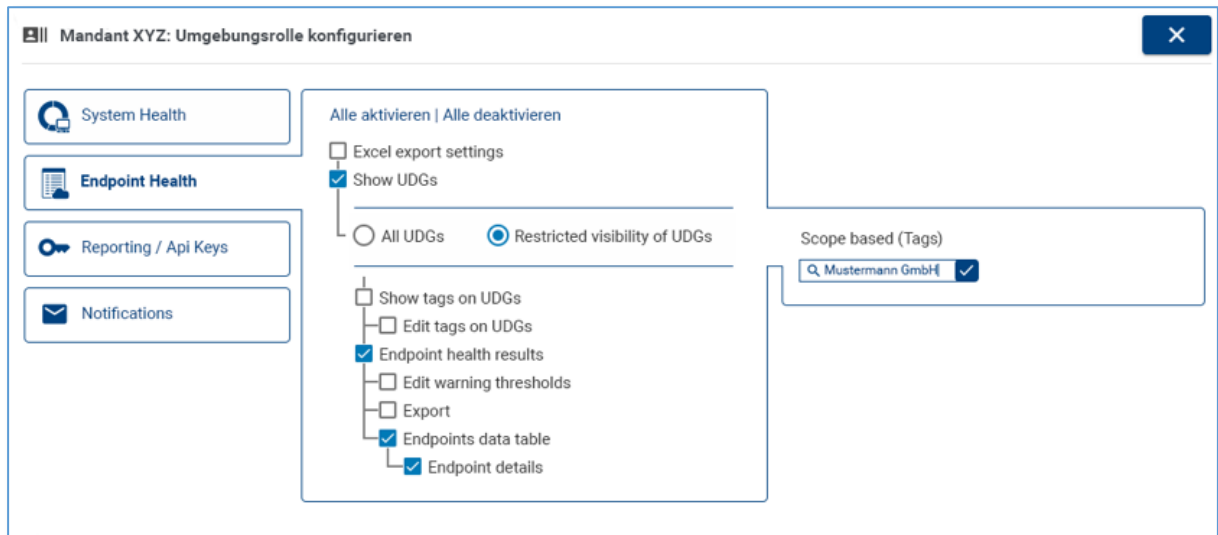 Mandant XYZ: Umgebungsrolle konfigurieren
System Health
Endpoint Health
Reporting / Api Keys
Notifications
Alle aktivieren | Alle deaktivieren
Excel export settings
Show UDGs
All UDGs
Restricted visibility of UDGs
Show tags on UDGs
Edit tags on UDGs
Endpoint health results
Edit warning thresholds
Export
Endpoints data table
Endpoint details
Scope based (Tags)
Mustermann GmbH